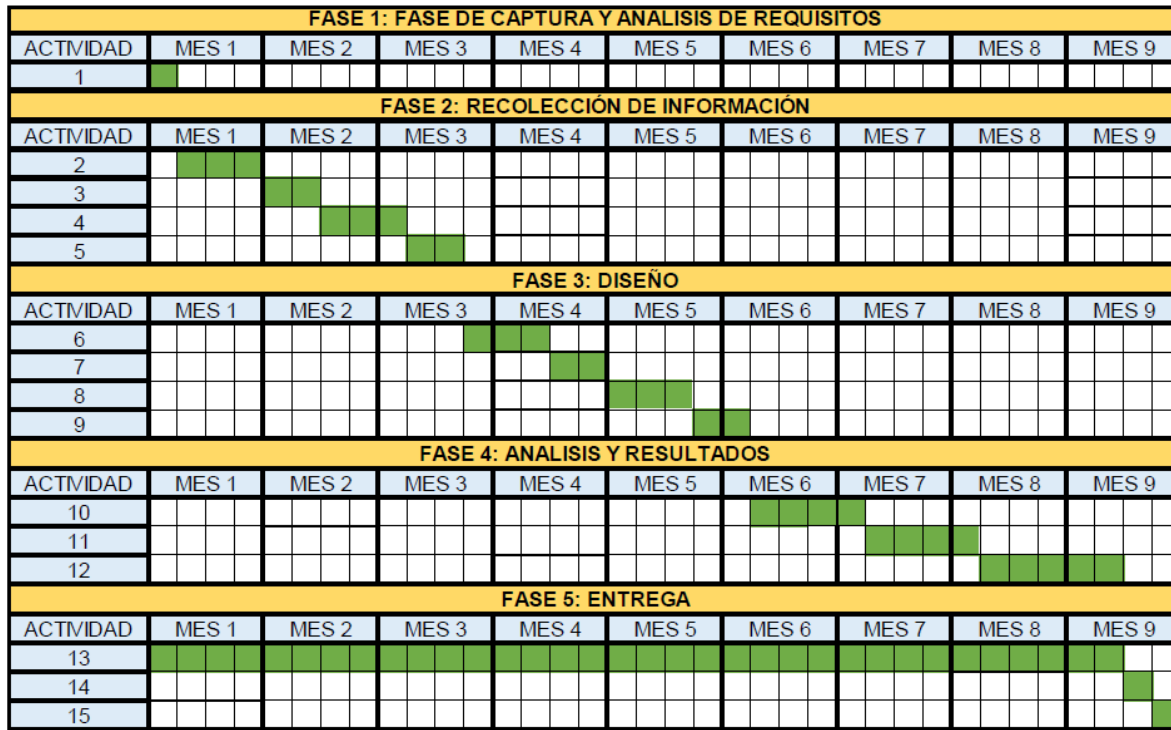 FASE 1: FASE DE CAPTURA Y ANALISIS DE REQUISITOS
ACTIVIDAD MES 1 MES 2 MES 3 MES 4 MES 5 MES 6 MES 7 MES 8 MES 9
1
FASE 2: RECOLECCIÓN DE INFORMACIÓN
ACTIVIDAD MES 1 MES 2 MES 3 MES 4 MES 5 MES 6 MES 7 MES 8 MES 9
2
3
4
5
FASE 3: DISEÑO
ACTIVIDAD MES 1 MES 2 MES 3 MES 4 MES 5 MES 6 MES 7 MES 8 MES 9
6
7
8
9
FASE 4: ANALISIS Y RESULTADOS
ACTIVIDAD MES 1 MES 2 MES 3 MES 4 MES 5 MES 6 MES 7 MES 8 MES 9
10
11
12
FASE 5: ENTREGA
ACTIVIDAD MES 1 MES 2 MES 3 MES 4 MES 5 MES 6 MES 7 MES 8 MES 9
13
14
15